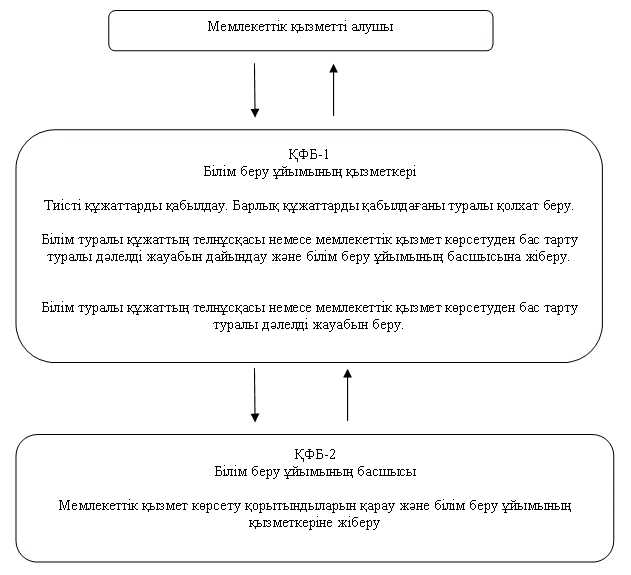 Мемлекеттік қызметті алушы
ҚФБ-1
Білім беру ұйымының қызметкері
Тиісті құжаттарды қабылдау. Барлық құжаттарды қабылдағаны туралы қолхат беру.
Білім туралы құжаттың телнұсқасы немесе мемлекеттік қызмет көрсетуден бас тарту
туралы дәлелді жауабын дайындау және білім беру ұйымының басшысына жіберу.
Білім туралы құжаттың телнұсқасы немесе мемлекеттік қызмет көрсетуден бас тарту
туралы дәлелді жауабын беру.
ҚФБ-2
Білім беру ұйымының басшысы
Мемлекеттік қызмет көрсету қорытындыларын қарау және білім беру ұйымының
қызметкеріне жіберу